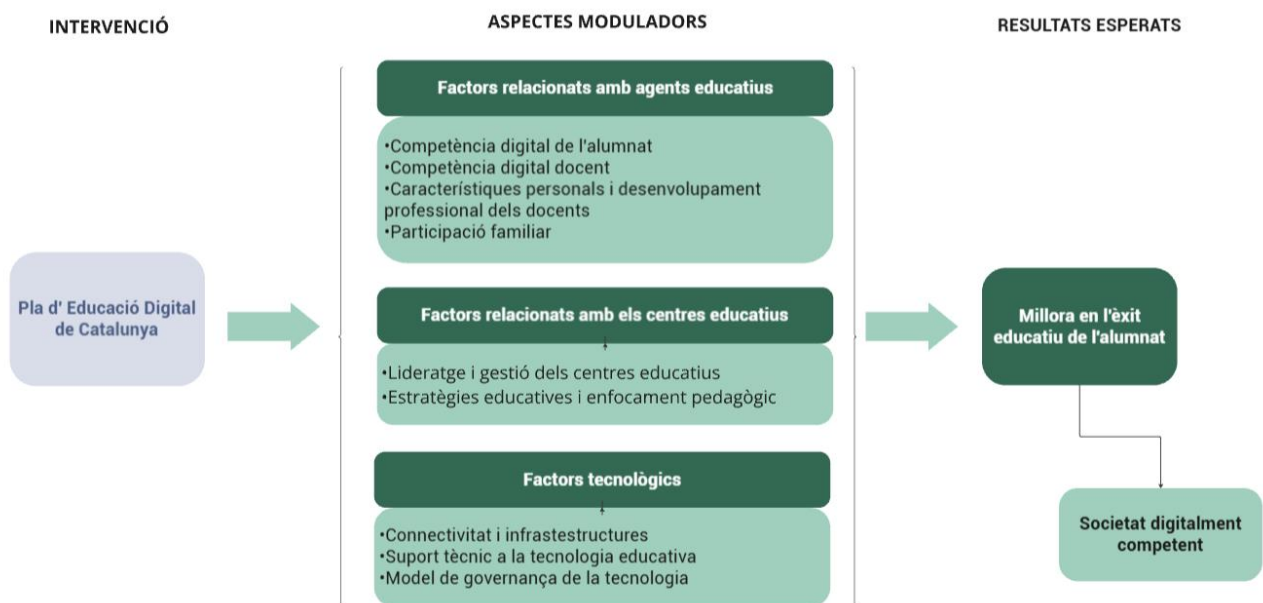 INTERVENCIÓ
ASPECTES MODULADORS
RESULTATS ESPERATS
Pla d' Educació Digital
de Catalunya
Factors relacionats amb agents educatius
•Competència digital de l'alumnat
•Competència digital docent
•Característiques personals i desenvolupament
professional dels docents
•Participació familiar
Factors relacionats amb els centres educatius
•Lideratge i gestió dels centres educatius
•Estratègies educatives i enfocament pedagògic
Factors tecnològics
•Connectivitat i infrastestructures
•Suport tècnic a la tecnologia educativa
•Model de governança de la tecnologia
Millora en l'èxit
educatiu de l'alumnat
Societat digitalment
competent